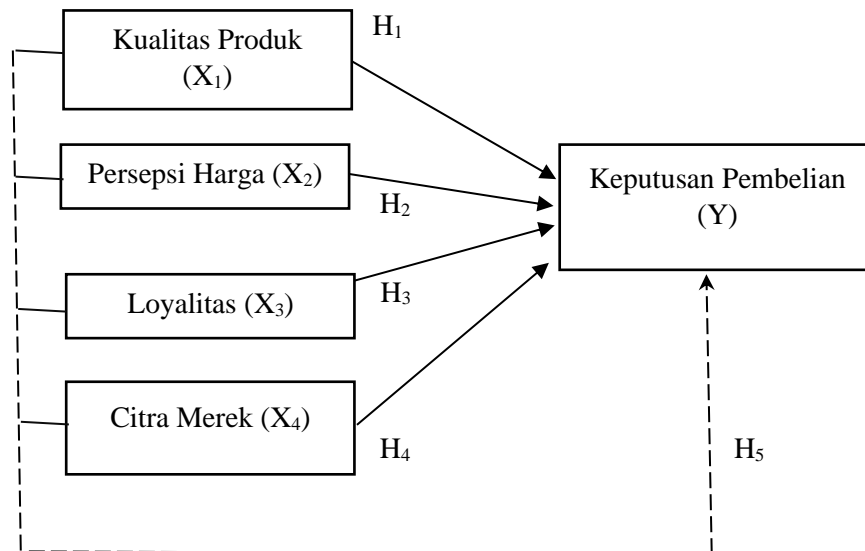 Kualitas Produk
(X₁)
H₁
Persepsi Harga (X₂)
H₂
Keputusan Pembelian
(Y)
Loyalitas (X₃)
H₃
Citra Merek (X₄)
H₄
H₅